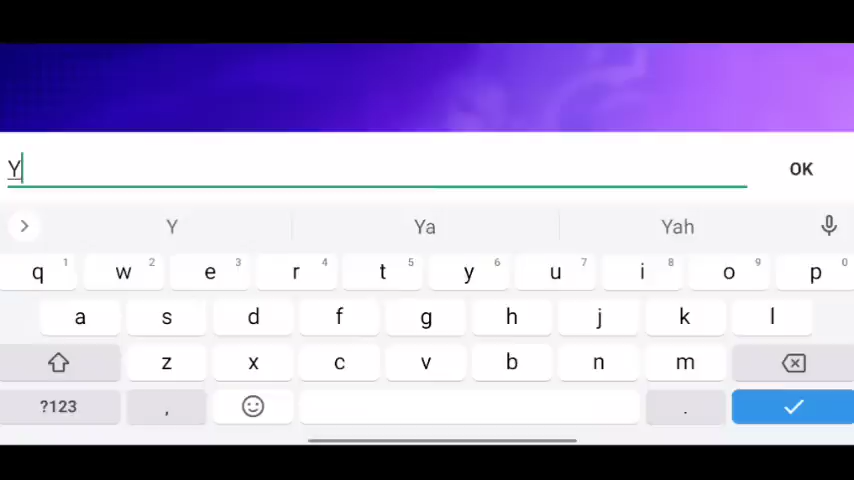 Y
OK
Y Ya Yah
q 1 w 2 e 3 r 4 t 5 y 6 u 7 i 8 o 9 p 0
a s d f g h j k l
z x c v b n m
?123 , .